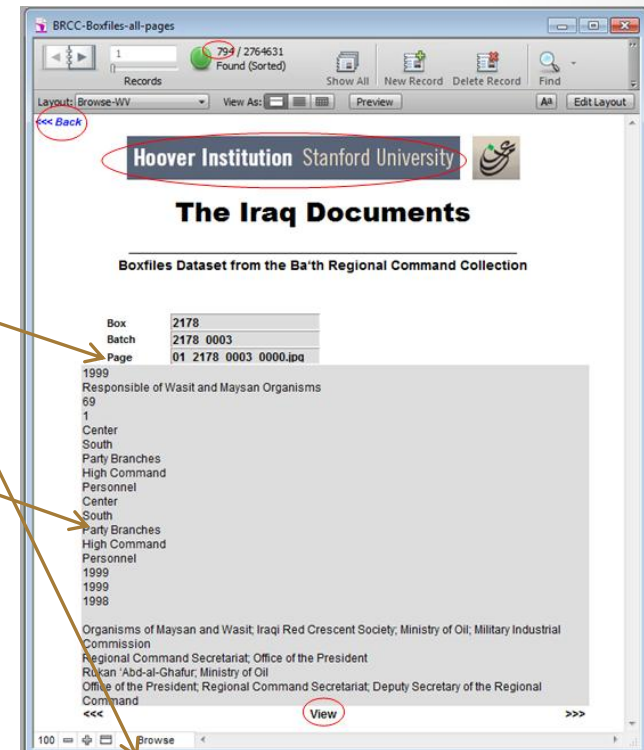 BRCC-Boxfiles-all-pages
1
794 / 2764631
Found (Sorted)
Records
Show All
New Record
Delete Record
Find
Layout: Browse-WV
View As:
Preview
Aa
Edit Layout
<<< Back
Hoover Institution Stanford University
The Iraq Documents
Boxfiles Dataset from the Ba'th Regional Command Collection
Box 2178
Batch 2178_0003
Page 01_2178_0003_0000.jpg
1999
Responsible of Wasit and Maysan Organisms
69
1
Center
South
Party Branches
High Command
Personnel
Center
South
Party Branches
High Command
Personnel
1999
1999
1998
Organisms of Maysan and Wasit; Iraqi Red Crescent Society; Ministry of Oil; Military Industrial
Commission
Regional Command Secretariat; Office of the President
Rukan 'Abd-al-Ghafur; Ministry of Oil
Office of the President; Regional Command Secretariat; Deputy Secretary of the Regional
Command
<<< View >>>
100 Browse